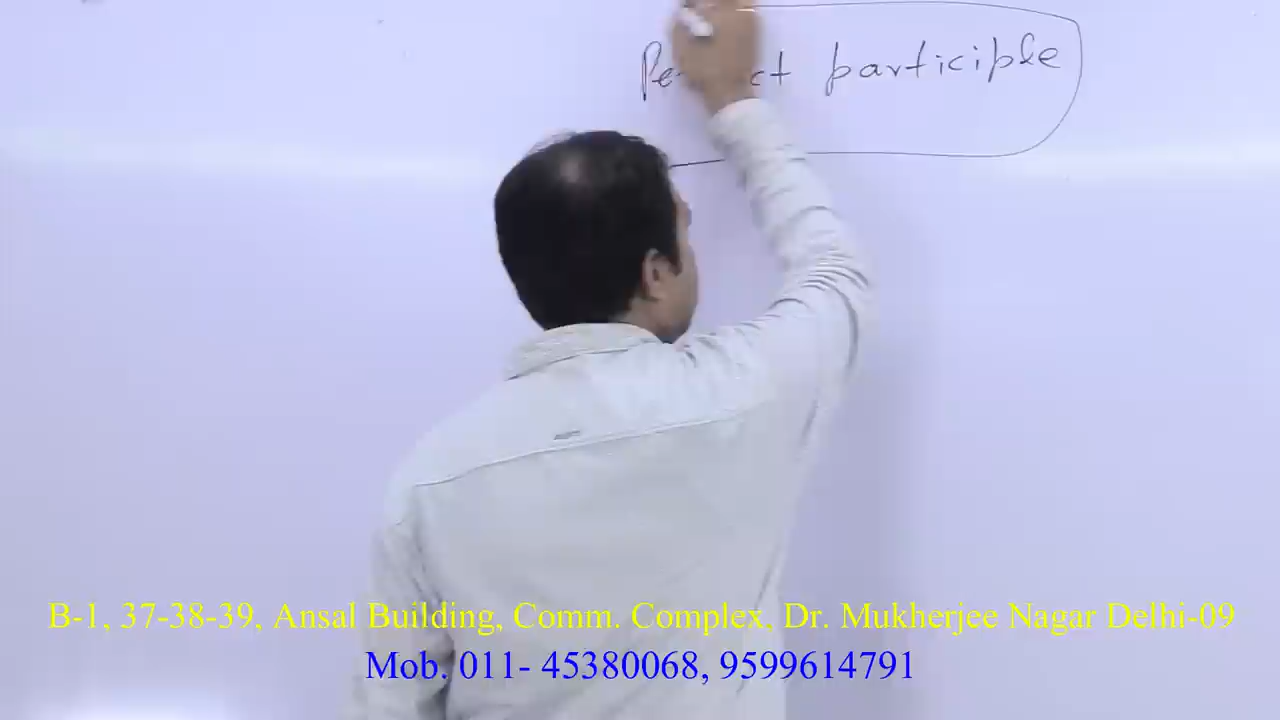 participle
B-1, 37-38-39, Ansal Building, Comm. Complex, Dr. Mukherjee Nagar Delhi-09
Mob. 011- 45380068, 9599614791